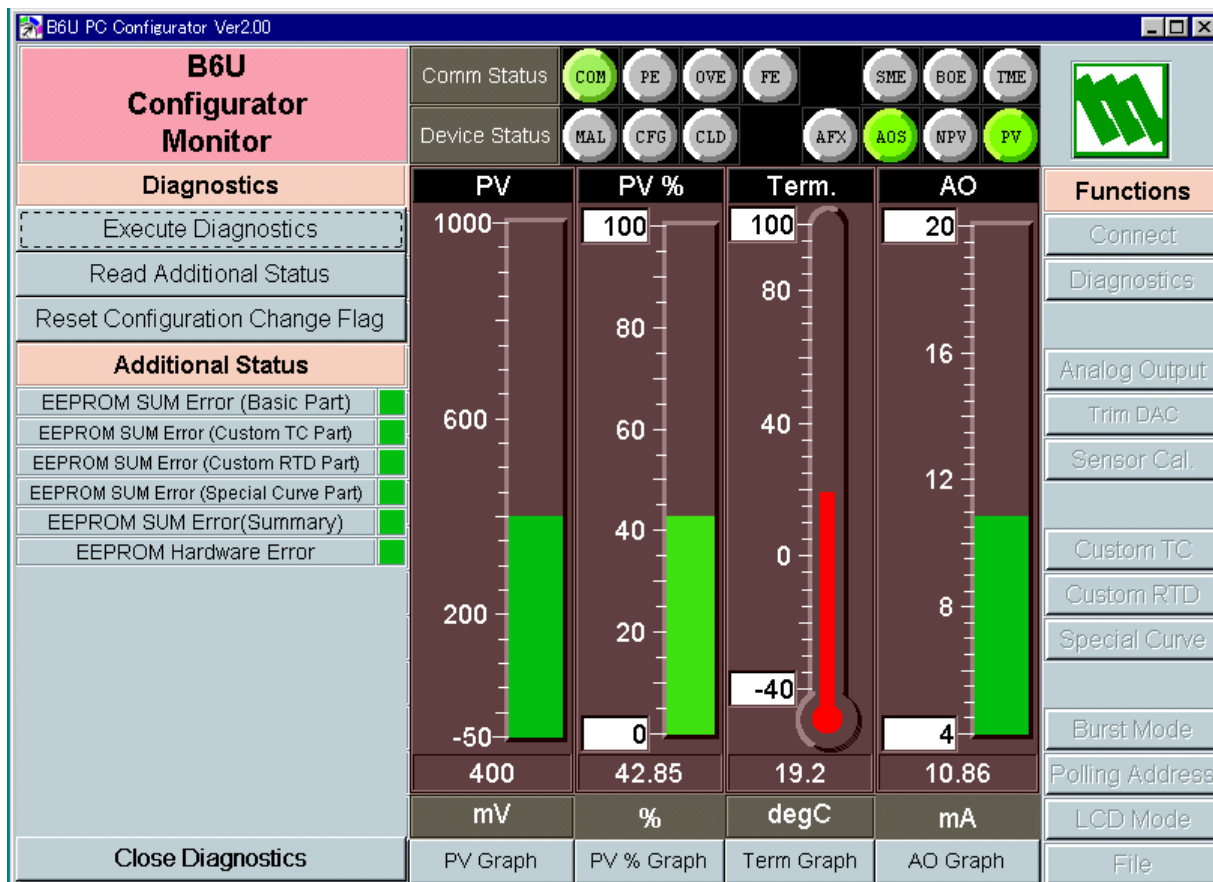 B6U PC Configurator Ver2.00
B6U
Configurator
Monitor
Comm Status
COM
PE
OVE
FE
SME
BOE
TME
Device Status
MAL
CFG
CLD
AFX
AOS
NPV
PV
Diagnostics
Execute Diagnostics
Read Additional Status
Reset Configuration Change Flag
Additional Status
EEPROM SUM Error (Basic Part)
EEPROM SUM Error (Custom TC Part)
EEPROM SUM Error (Custom RTD Part)
EEPROM SUM Error (Special Curve Part)
EEPROM SUM Error(Summary)
EEPROM Hardware Error
Close Diagnostics
PV
1000
600
200
-50
400
mV
PV Graph
PV %
100
80
60
40
20
0
42.85
%
PV % Graph
Term.
100
80
40
0
-40
19.2
degC
Term Graph
AO
20
16
12
8
4
10.86
mA
AO Graph
Functions
Connect
Diagnostics
Analog Output
Trim DAC
Sensor Cal.
Custom TC
Custom RTD
Special Curve
Burst Mode
Polling Address
LCD Mode
File